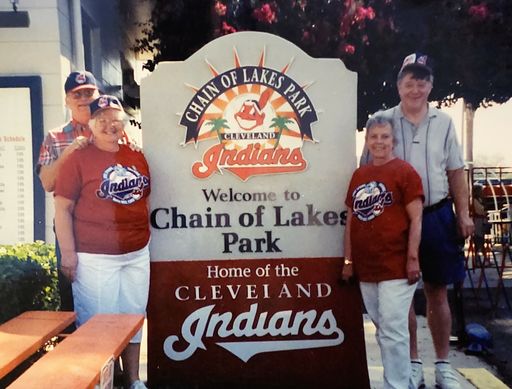 Schedule
CHAIN OF LAKES PARK
CLEVELAND
Indians
Welcome to
Chain of Lakes
Park
Home of the
CLEVELAND
Indians
Indians
Indians